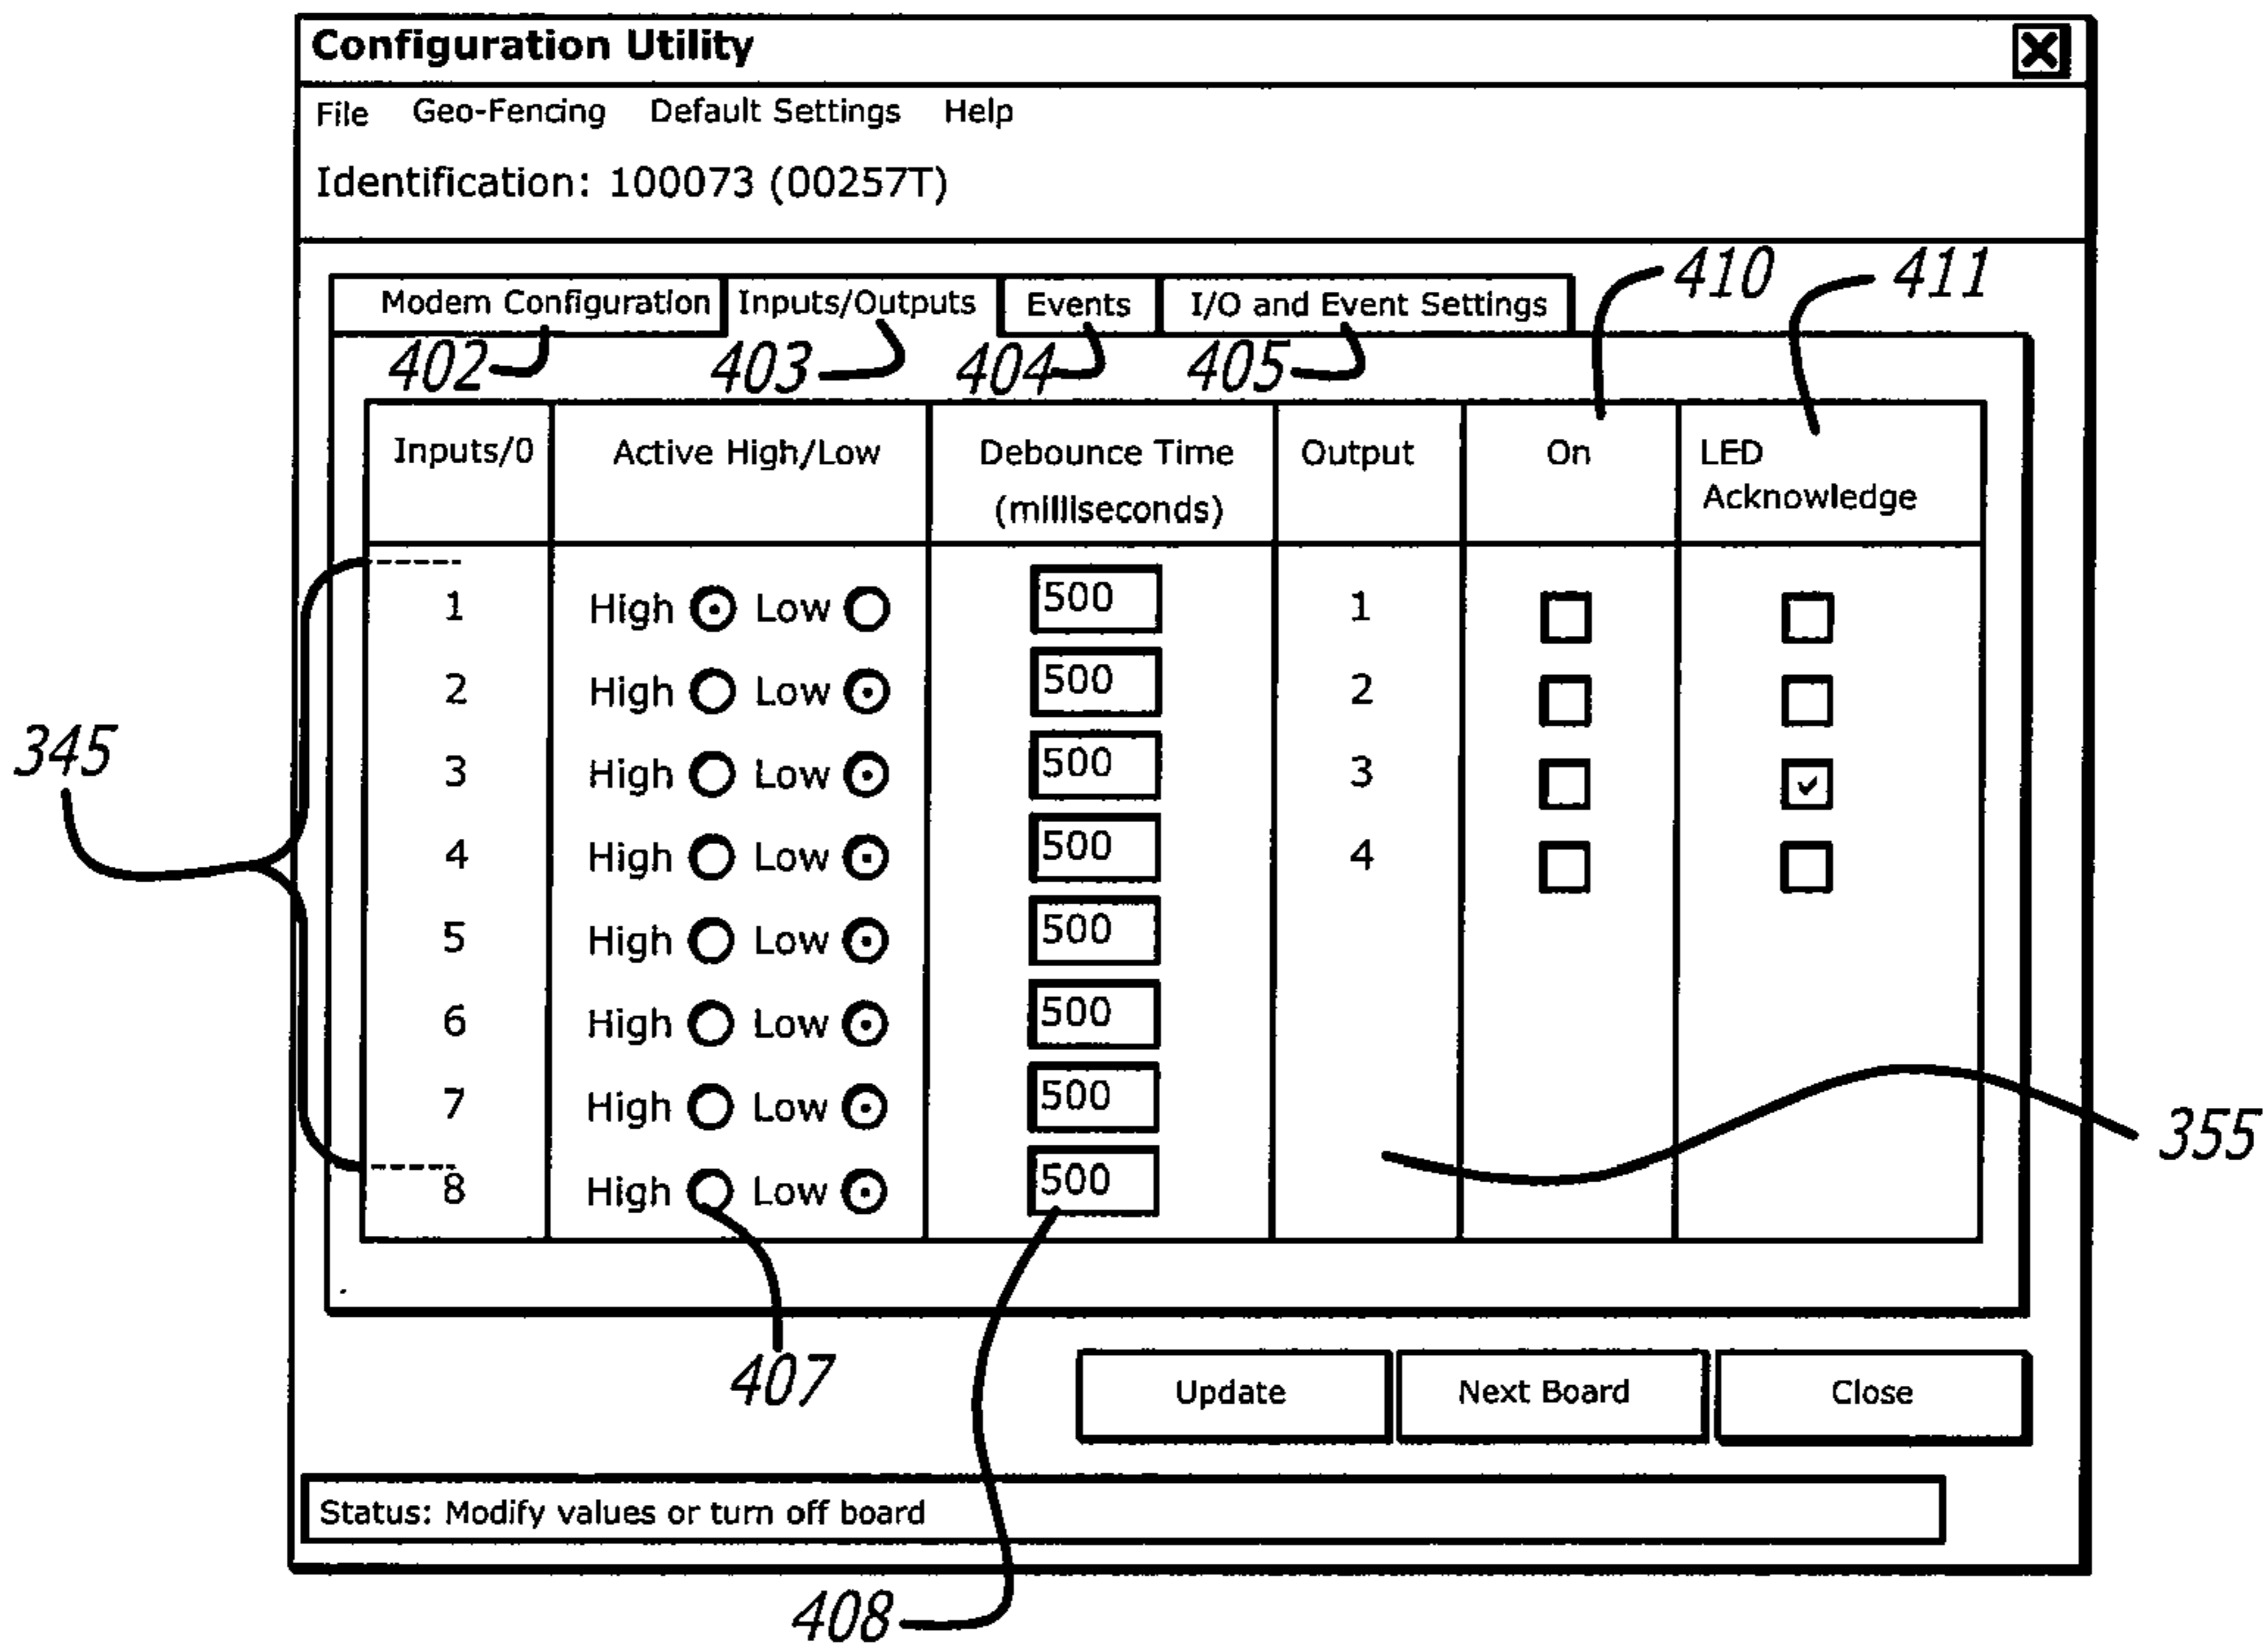 Configuration Utility
File Geo-Fencing Default Settings Help
Identification: 100073 (00257T)
410 411
Modem Configuration Inputs/Outputs Events I/O and Event Settings
402 403 404 405
Inputs/0 Active High/Low Debounce Time Output On LED
(milliseconds) Acknowledge
1 High Low 500 1
2 High Low 500 2
345
3 High Low 500 3
4 High Low 500 4
5 High Low 500
6 High Low 500
7 High Low 500
355
8 High Low 500
407
Update Next Board Close
Status: Modify values or turn off board
408